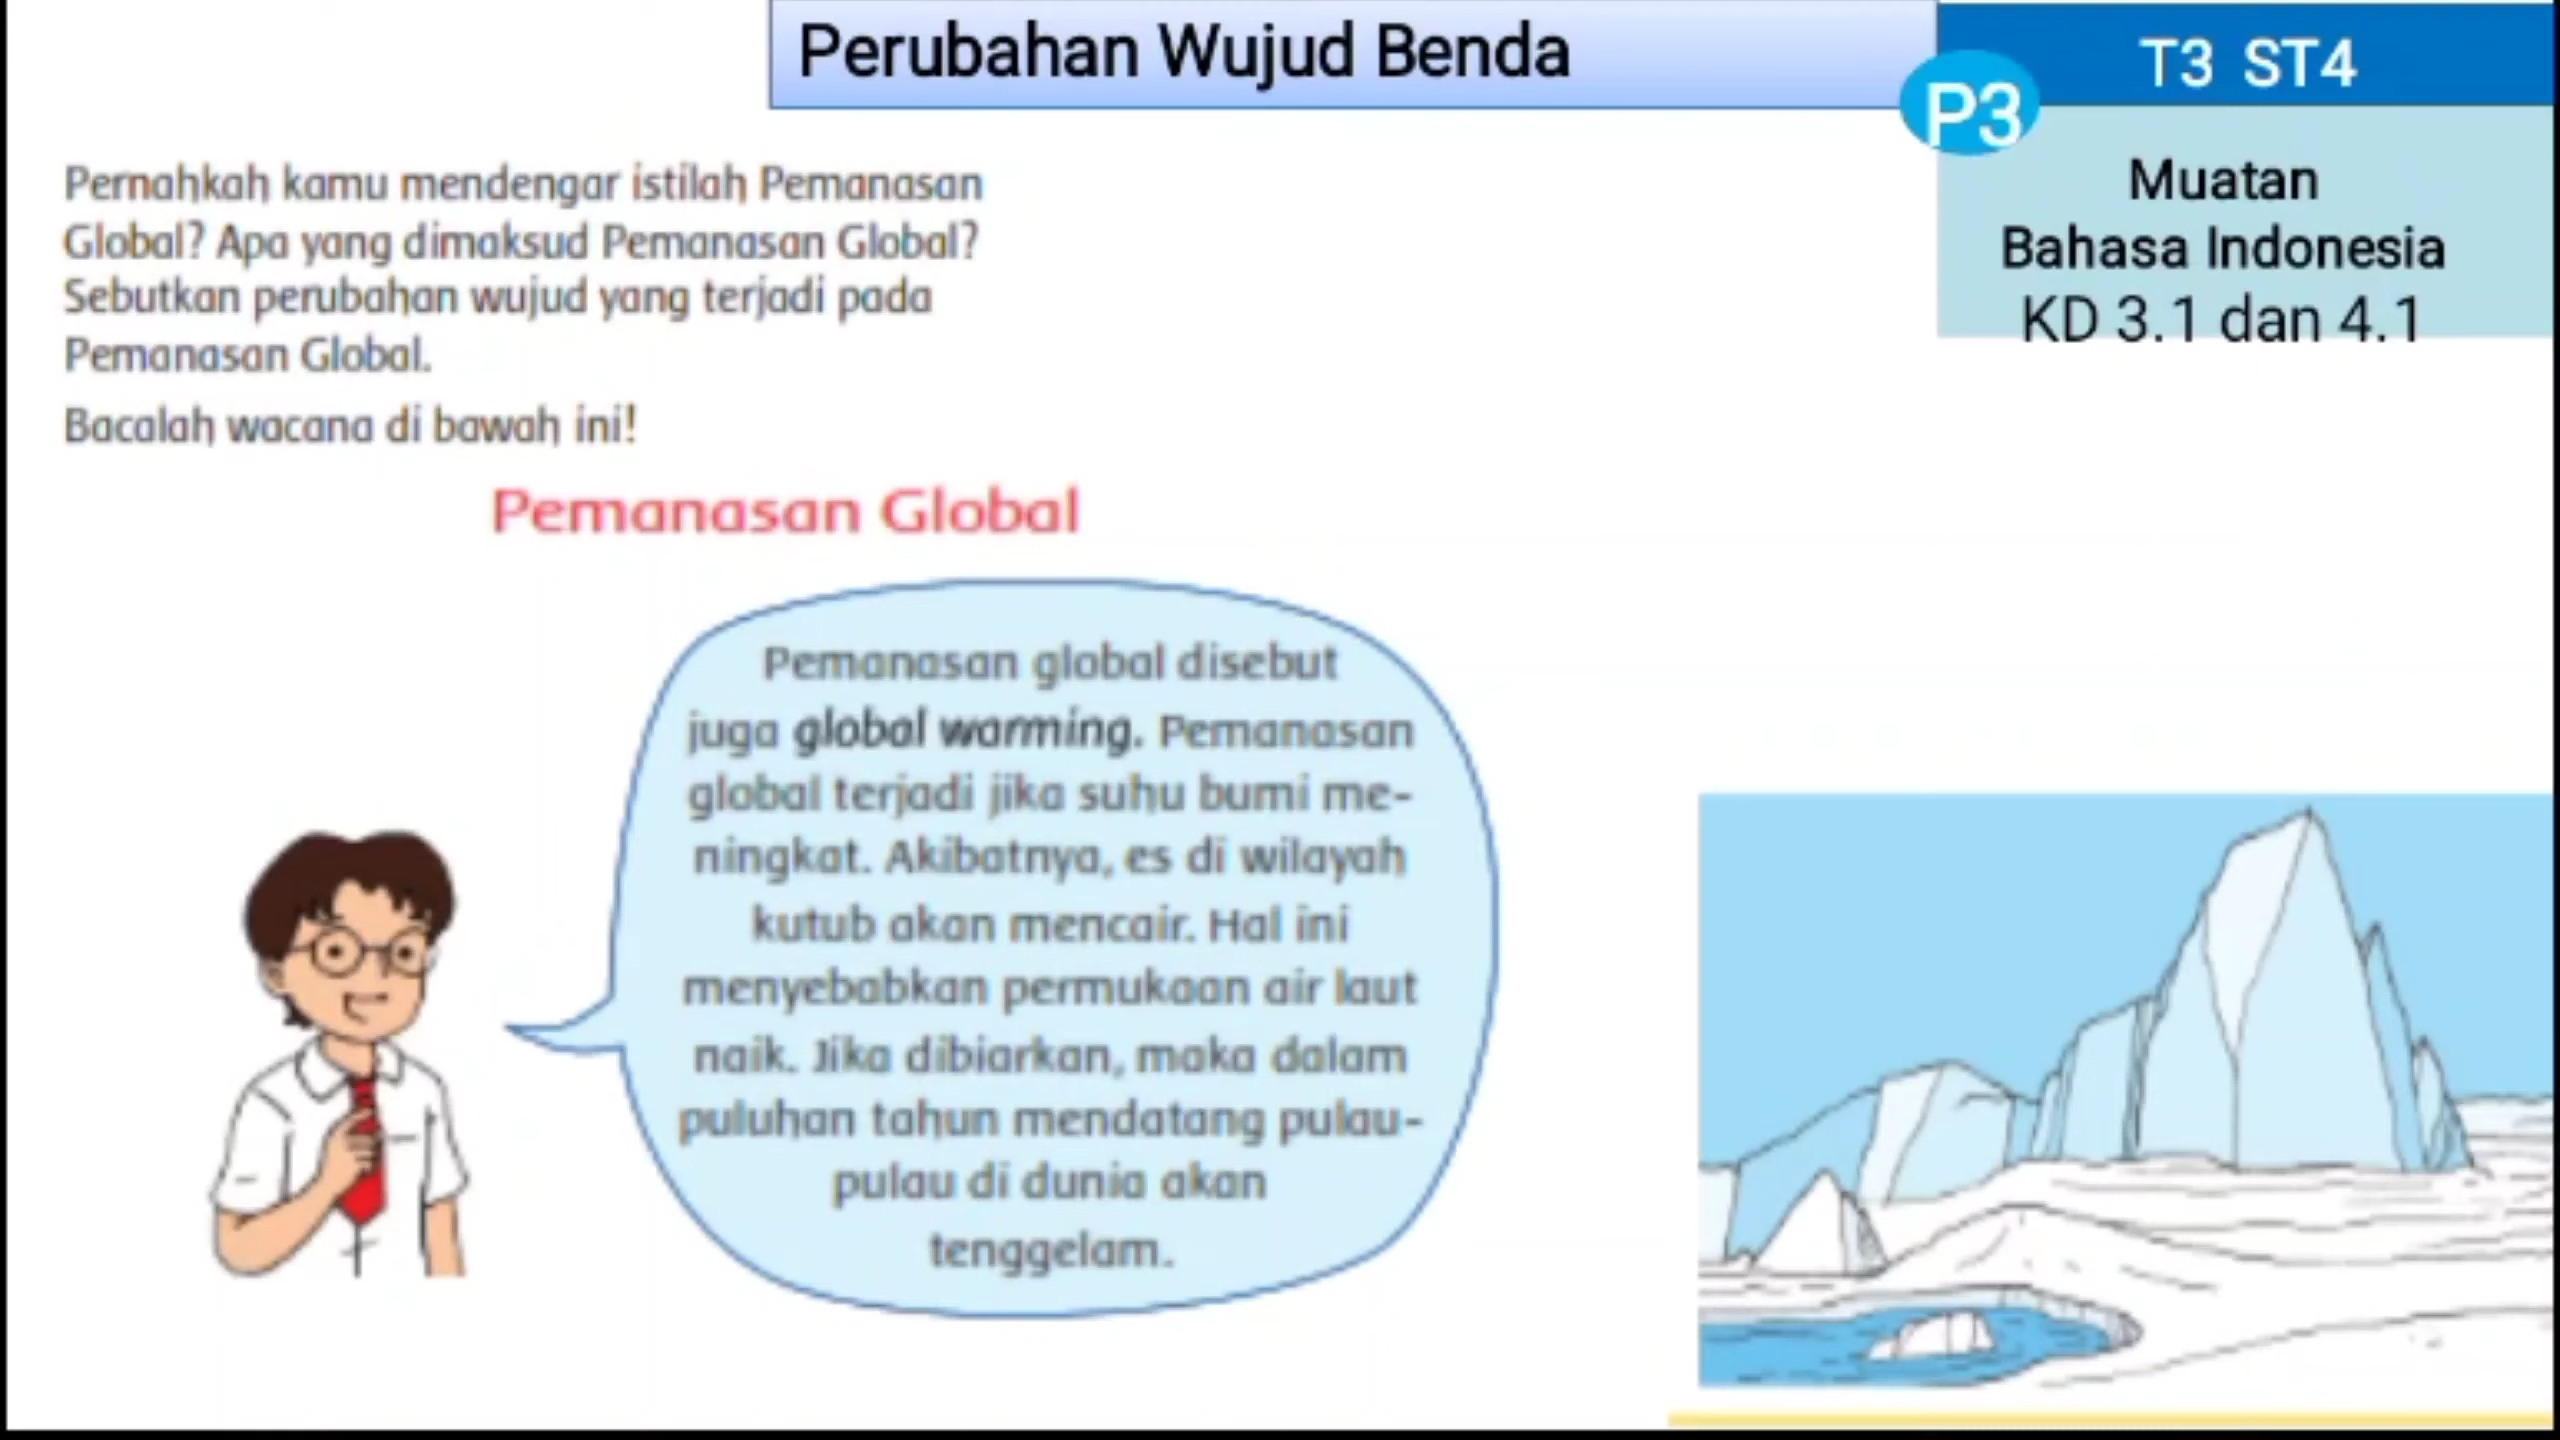 Perubahan Wujud Benda
T3 ST4
P3
Muatan
Bahasa Indonesia
KD 3.1 dan 4.1
Pernahkah kamu mendengar istilah Pemanasan
Global? Apa yang dimaksud Pemanasan Global?
Sebutkan perubahan wujud yang terjadi pada
Pemanasan Global.
Bacalah wacana di bawah ini!
Pemanasan Global
Pemanasan global disebut
juga global warming. Pemanasan
global terjadi jika suhu bumi me-
ningkat. Akibatnya, es di wilayah
kutub akan mencair. Hal ini
menyebabkan permukaan air laut
naik. Jika dibiarkan, maka dalam
puluhan tahun mendatang pulau-
pulau di dunia akan
tenggelam.